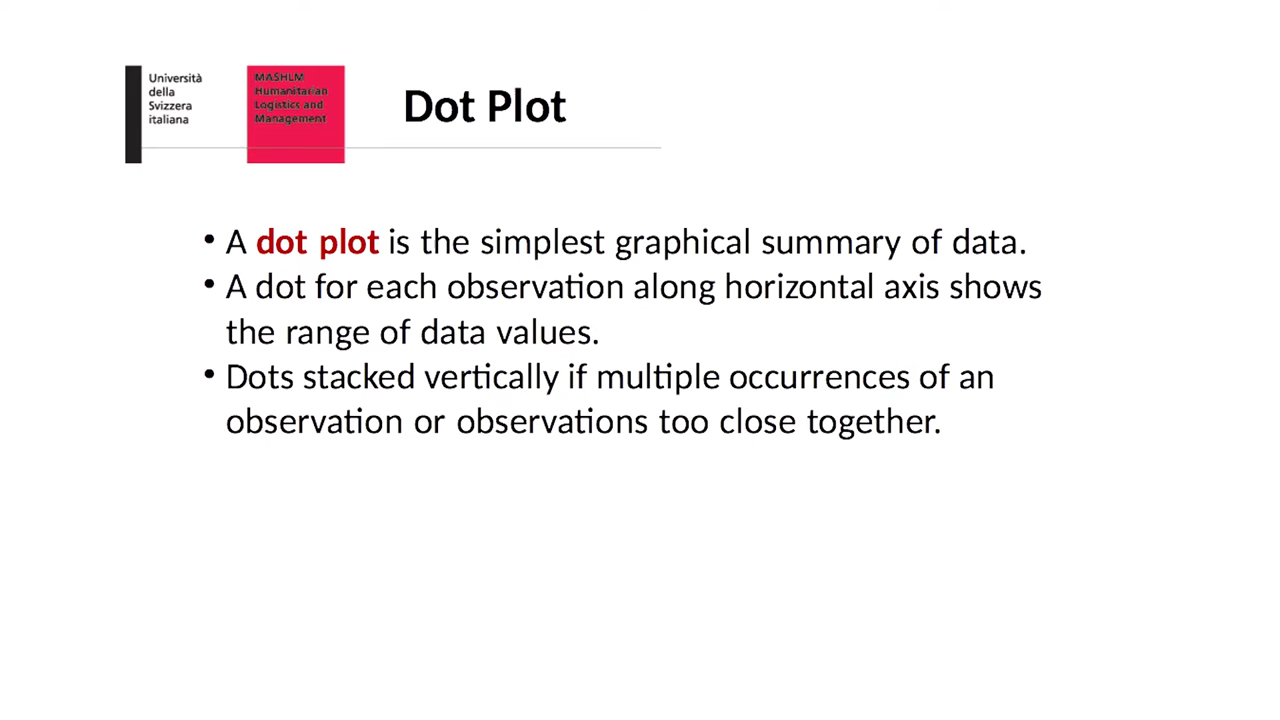 Università
della
Svizzera
italiana
MASHLM
Humanitarian
Logistics and
Management
Dot Plot
• A dot plot is the simplest graphical summary of data.
• A dot for each observation along horizontal axis shows
the range of data values.
• Dots stacked vertically if multiple occurrences of an
observation or observations too close together.